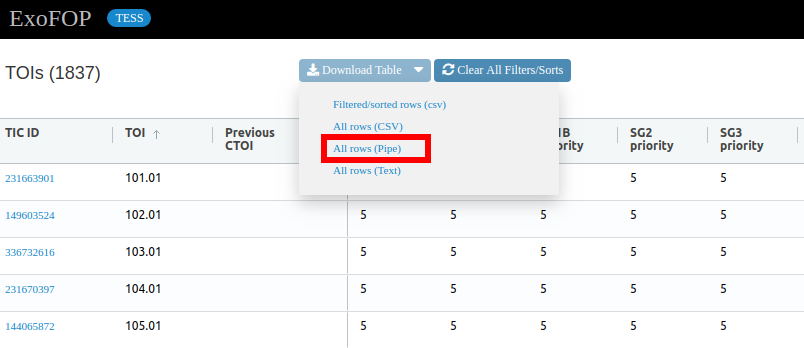 ExoFOP TESS
TOIs (1837)
Download Table
Clear All Filters/Sorts
Filtered/sorted rows (csv)
All rows (CSV)
All rows (Pipe)
All rows (Text)
TIC ID TOI Previous CTOI SG2 priority SG3 priority
231663901 101.01 5 5
149603524 102.01 5 5 5 5 5
336732616 103.01 5 5 5 5 5
231670397 104.01 5 5 5 5 5
144065872 105.01 5 5 5 5 5